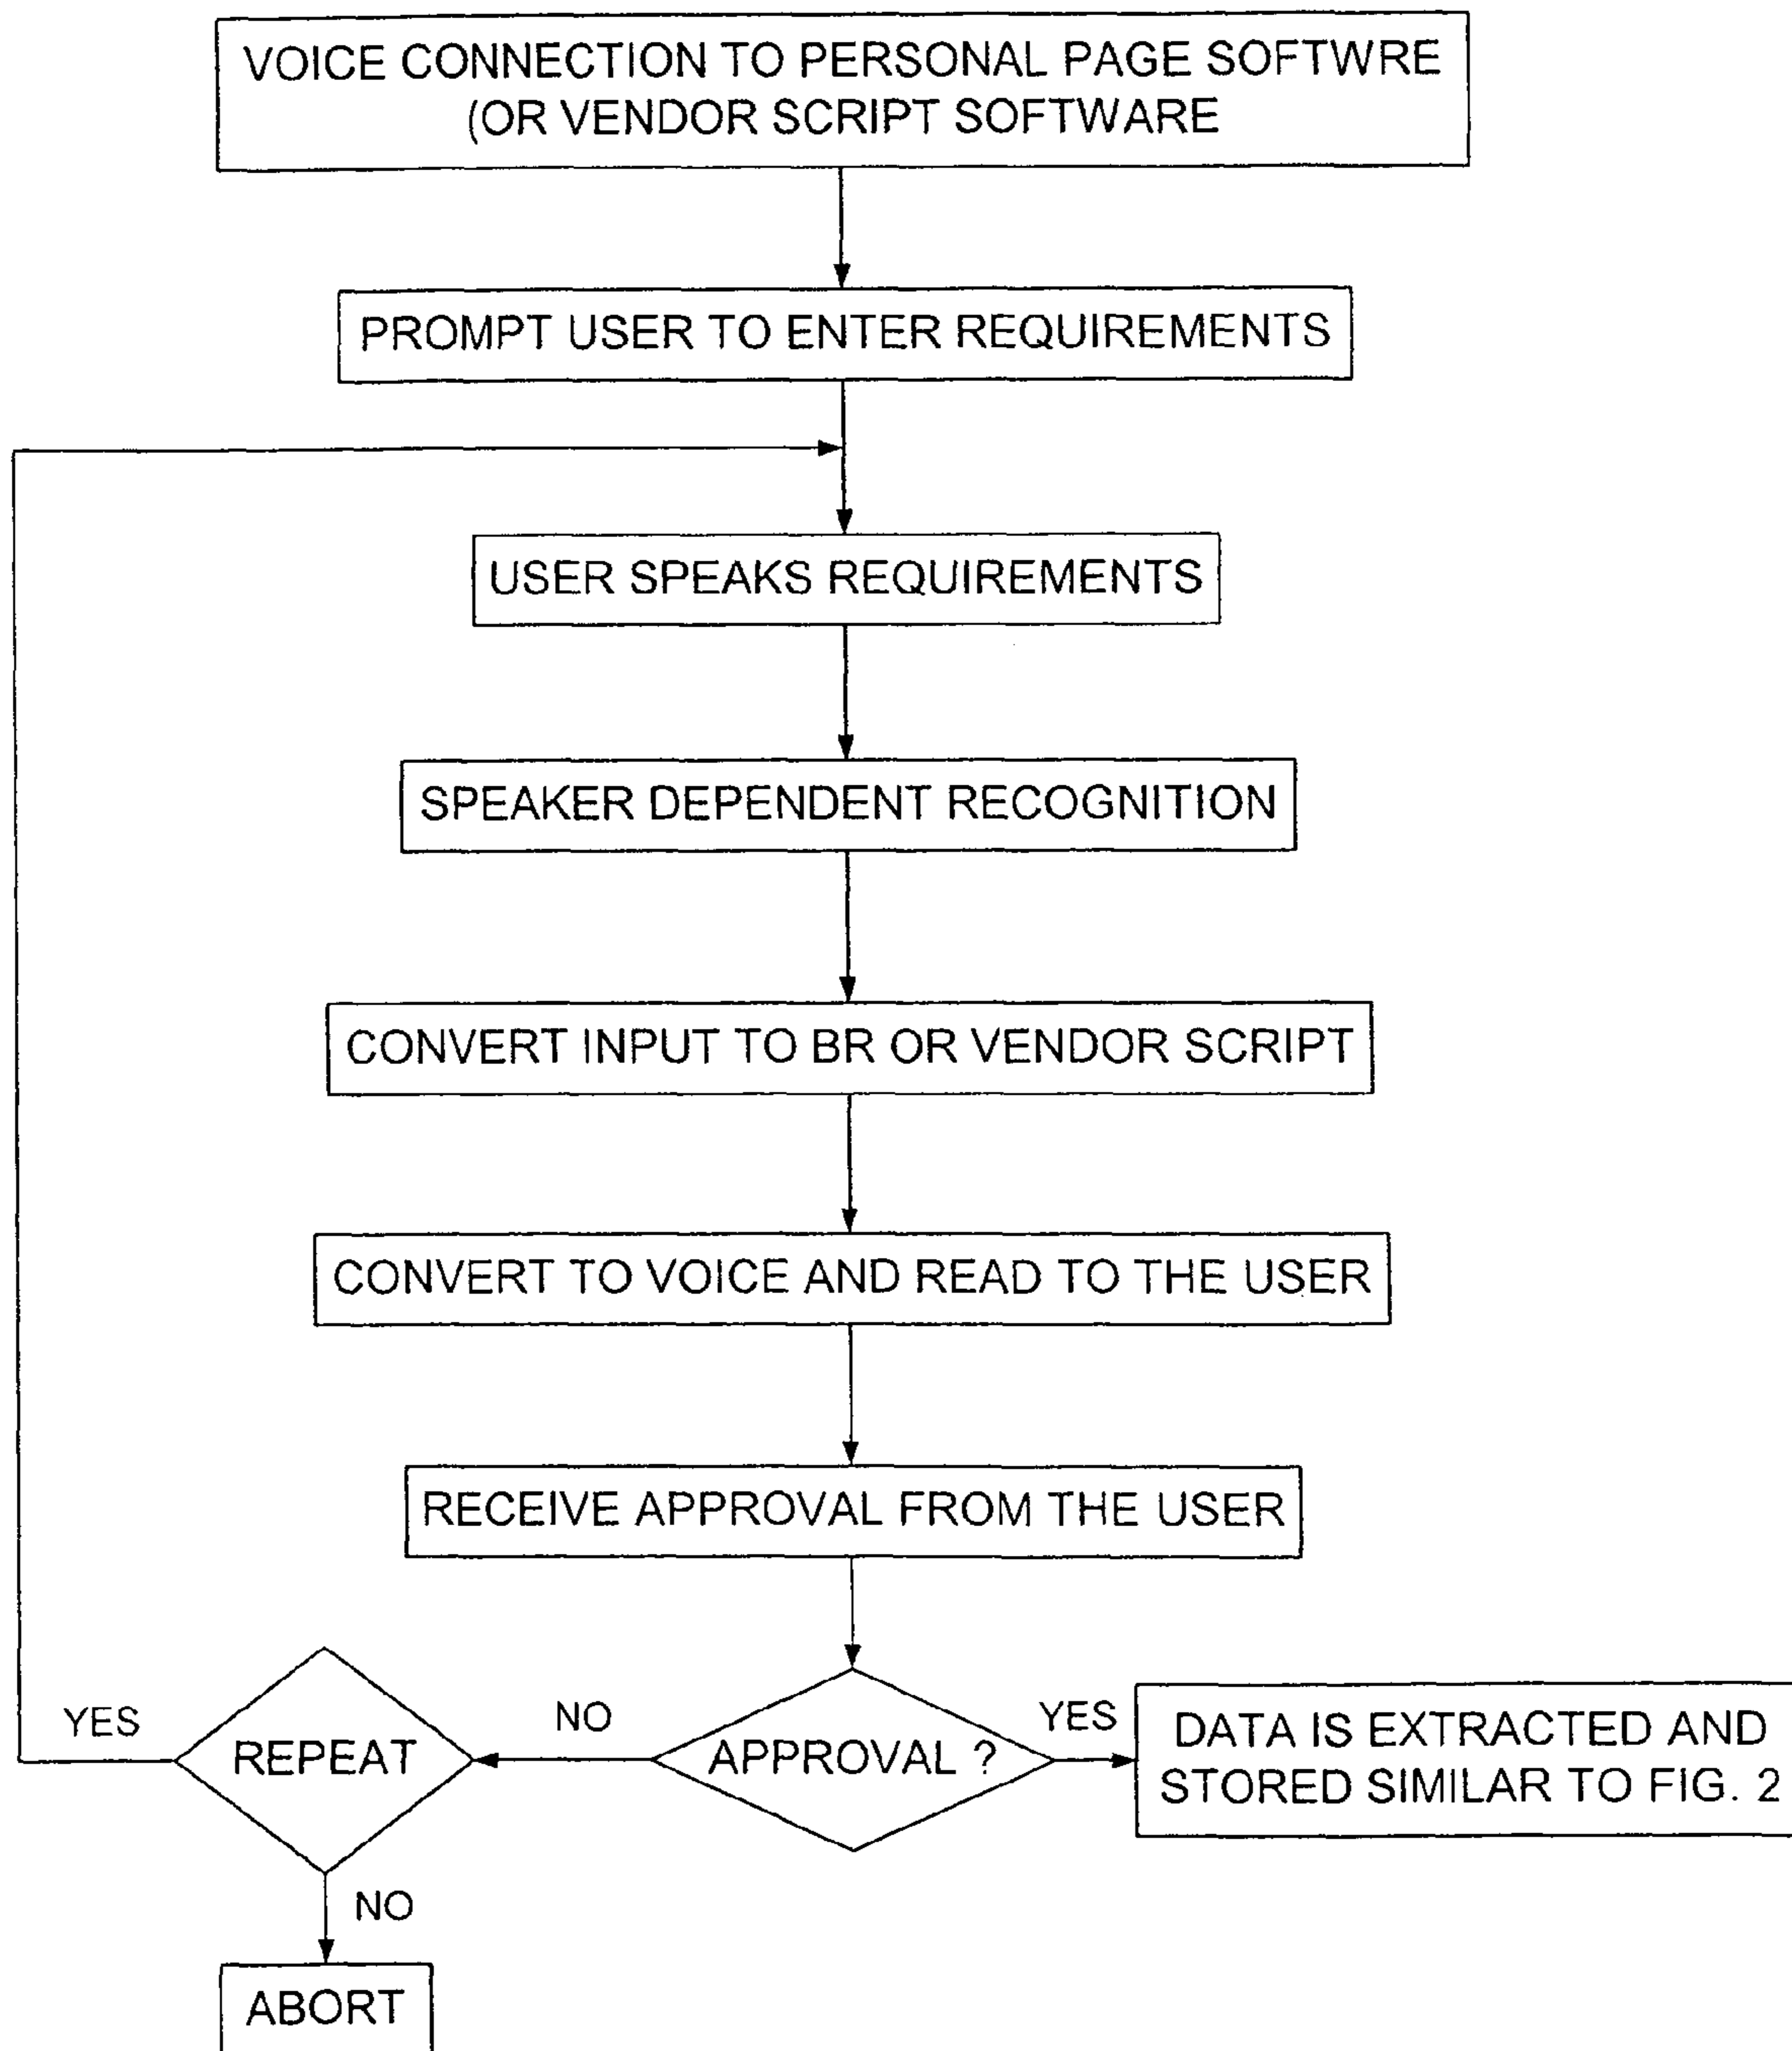 VOICE CONNECTION TO PERSONAL PAGE SOFTWRE
(OR VENDOR SCRIPT SOFTWARE
PROMPT USER TO ENTER REQUIREMENTS
USER SPEAKS REQUIREMENTS
SPEAKER DEPENDENT RECOGNITION
CONVERT INPUT TO BR OR VENDOR SCRIPT
CONVERT TO VOICE AND READ TO THE USER
RECEIVE APPROVAL FROM THE USER
YES
REPEAT
NO
APPROVAL ?
YES
DATA IS EXTRACTED AND
STORED SIMILAR TO FIG. 2
NO
ABORT